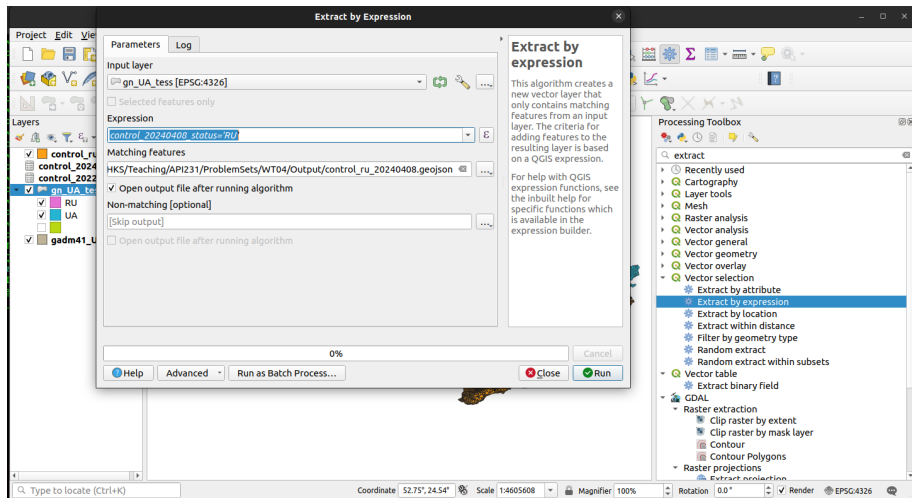 Extract by Expression
Project Edit Vie
Parameters Log
Input layer
gn_UA_tess [EPSG:4326]
Selected features only
Expression
control_20240408_status='RU'
Matching features
HKS/Teaching/API231/ProblemSets/WT04/Output/control_ru_20240408.geojson
Open output file after running algorithm
Non-matching [optional]
[Skip output]
Open output file after running algorithm
0%
Cancel
Help
Advanced
Run as Batch Process...
Close
Run
Extract by
expression
This algorithm creates a
new vector layer that
only contains matching
features from an input
layer. The criteria for
adding features to the
resulting layer is based
on a QGIS expression.
For help with QGIS
expression functions, see
the inbuilt help for
specific functions which
is available in the
expression builder.
Layers
control_ru
control_2024
control_2022
gn_UA_tes
RU
UA
gadm41_U
Processing Toolbox
extract
Recently used
Cartography
Layer tools
Mesh
Raster analysis
Vector analysis
Vector general
Vector geometry
Vector overlay
Vector selection
Extract by attribute
Extract by expression
Extract by location
Extract within distance
Filter by geometry type
Random extract
Random extract within subsets
Vector table
Extract binary field
GDAL
Raster extraction
Clip raster by extent
Clip raster by mask layer
Contour
Contour Polygons
Raster projections
Extract projection
Type to locate (Ctrl+K)
Coordinate 52.75°,24.54° Scale 1:4605608 Magnifier 100% Rotation 0.0° Render EPSG:4326